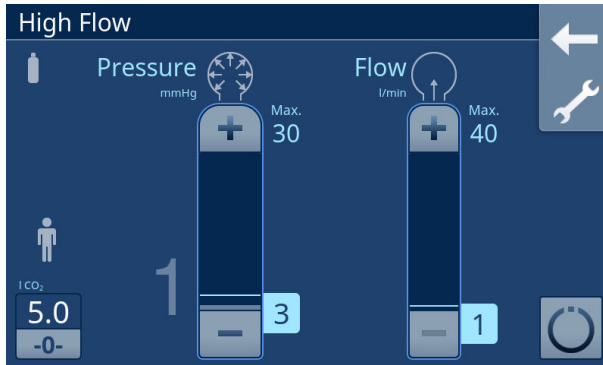 High Flow
Pressure
mmHg
Max.
30
1
3
Flow
l/min
Max.
40
1
l CO₂
5.0
-0-